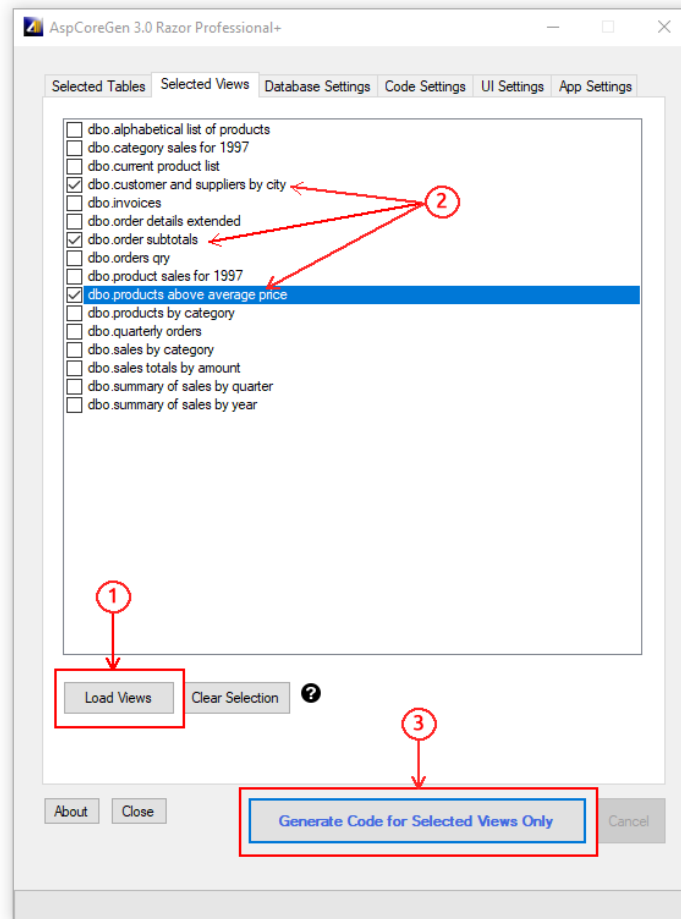 AspCoreGen 3.0 Razor Professional+
Selected Tables Selected Views Database Settings Code Settings UI Settings App Settings
dbo.alphabetical list of products
dbo.category sales for 1997
dbo.current product list
dbo.customer and suppliers by city
2
dbo.invoices
dbo.order details extended
dbo.order subtotals
dbo.orders qry
dbo.product sales for 1997
dbo.products above average price
dbo.products by category
dbo.quarterly orders
dbo.sales by category
dbo.sales totals by amount
dbo.summary of sales by quarter
dbo.summary of sales by year
1
Load Views Clear Selection ?
3
About Close Generate Code for Selected Views Only Cancel